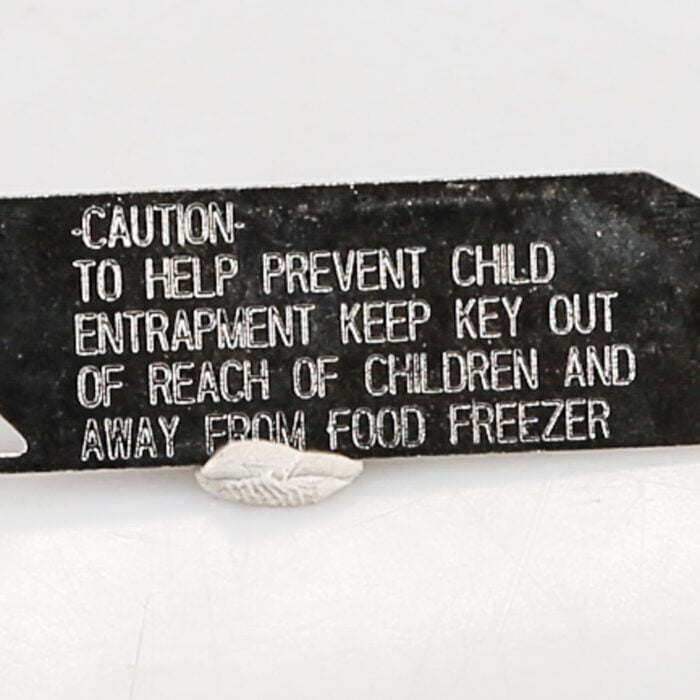 -CAUTION-
TO HELP PREVENT CHILD
ENTRAPMENT KEEP KEY OUT
OF REACH OF CHILDREN AND
AWAY FROM FOOD FREEZER